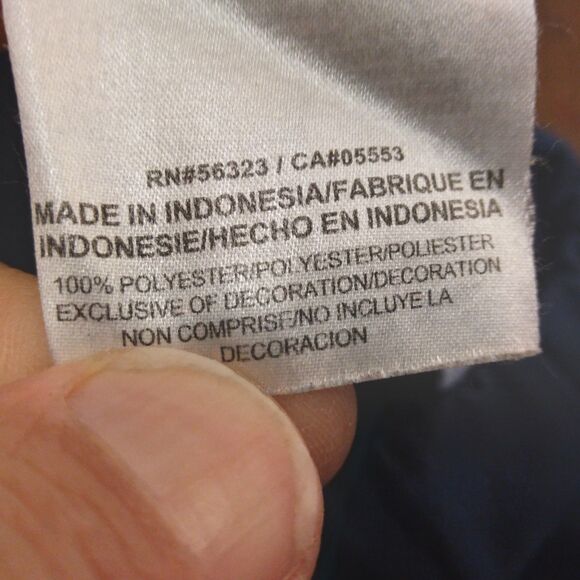 RN#56323 / CA#05553
MADE IN INDONESIA/FABRIQUE EN
INDONESIE/HECHO EN INDONESIA
100% POLYESTER/POLYESTER/POLIESTER
EXCLUSIVE OF DECORATION/DECORATION
NON COMPRISE/NO INCLUYE LA
DECORACION